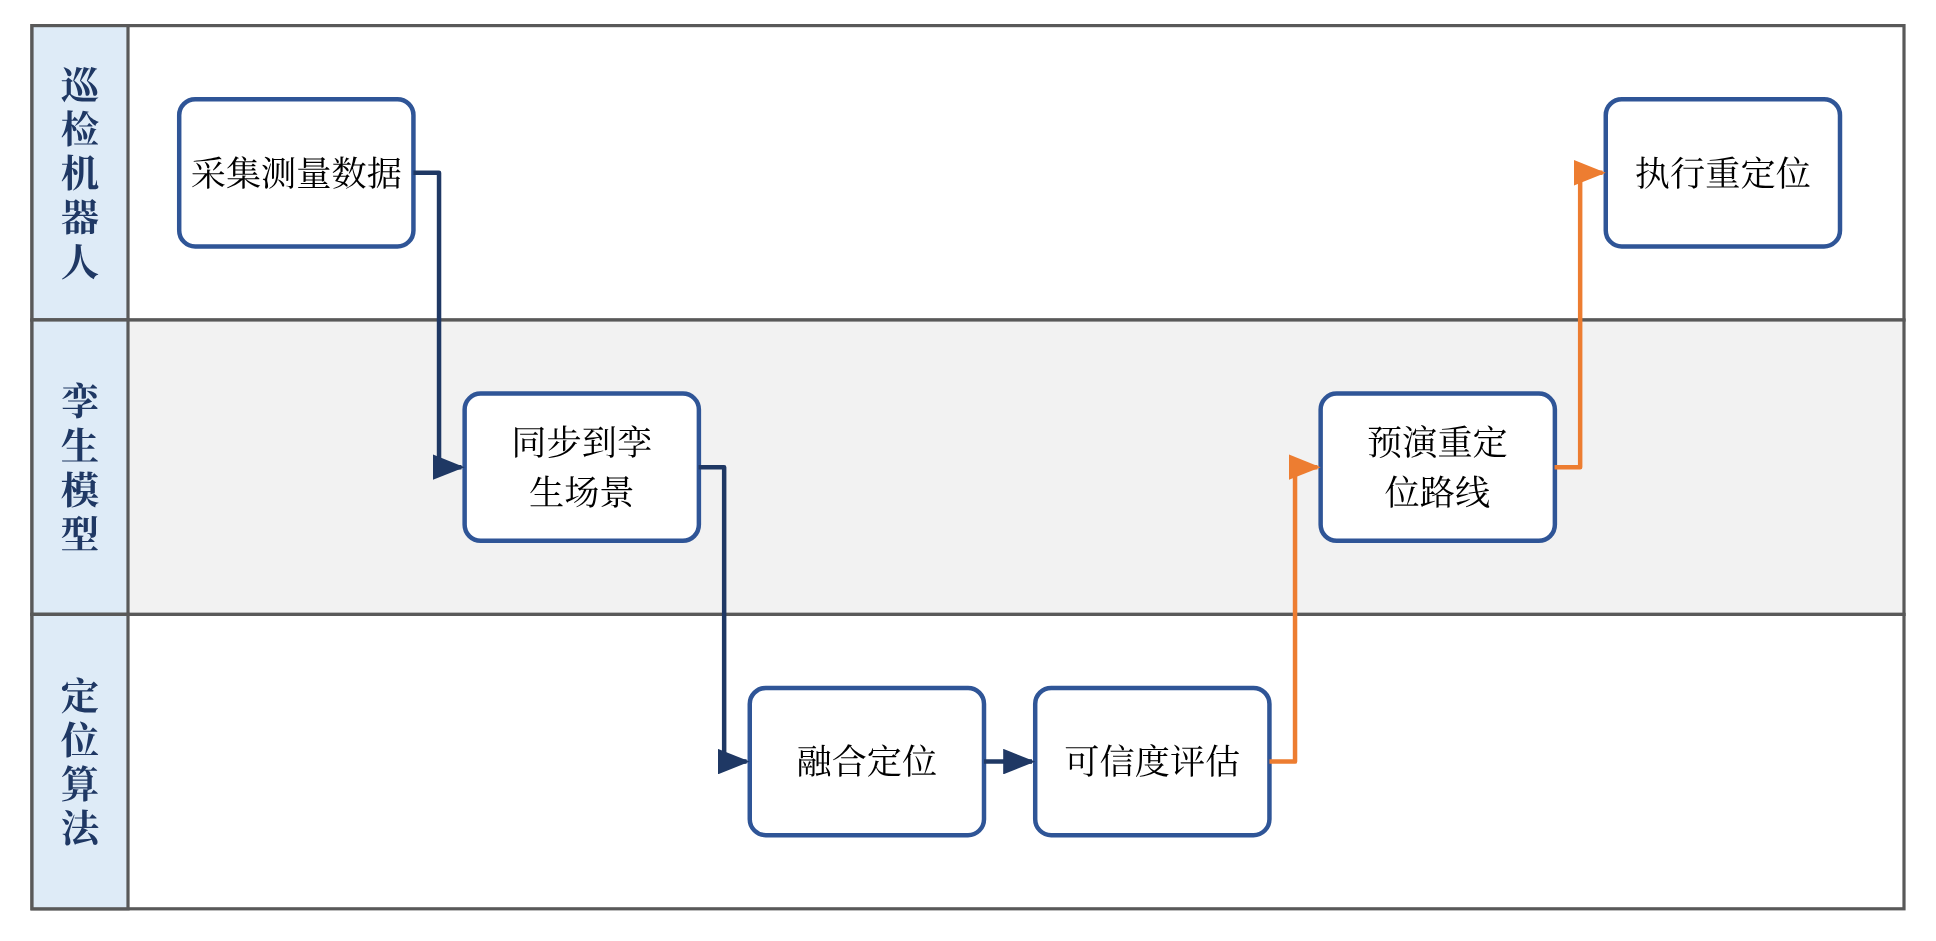 巡检机器人
采集测量数据
执行重定位
孪生模型
同步到孪
生场景
预演重定
位路线
定位算法
融合定位
可信度评估